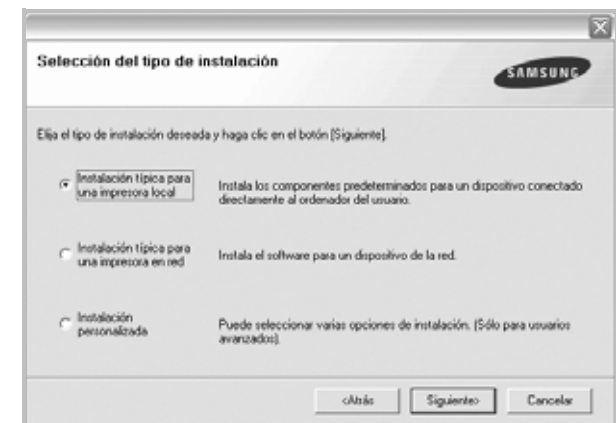 Selección del tipo de instalación
SAMSUNG
Elija el tipo de instalación deseada y haga clic en el botón [Siguiente].
Instalación típica para
una impresora local
Instala los componentes predeterminados para un dispositivo conectado
directamente al ordenador del usuario.
Instalación típica para
una impresora en red
Instala el software para un dispositivo de la red.
Instalación
personalizada
Puede seleccionar varias opciones de instalación. (Sólo para usuarios
avanzados).
<Atrás
Siguiente>
Cancelar